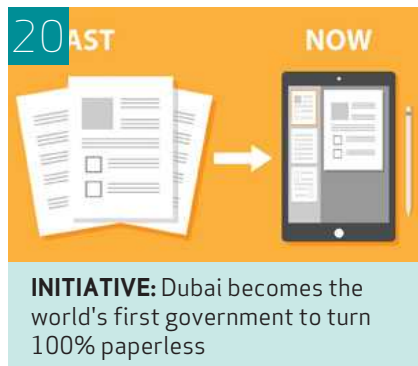 20
AST
NOW
INITIATIVE: Dubai becomes the
world's first government to turn
100% paperless